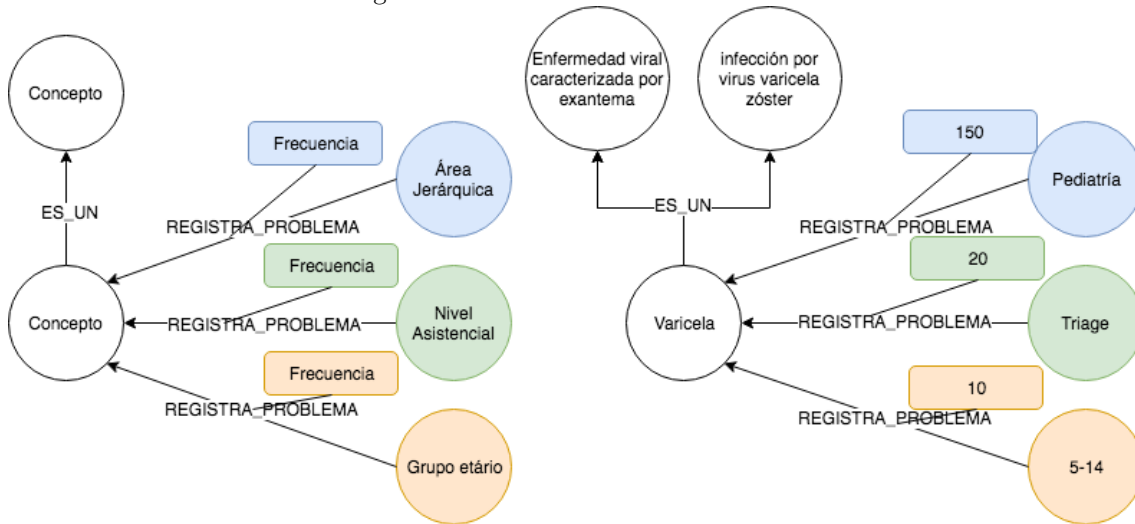 Concepto
Frecuencia
Área
Jerárquica
ES_UN
REGISTRA_PROBLEMA
Frecuencia
Concepto
REGISTRA_PROBLEMA
Nivel
Asistencial
Frecuencia
REGISTRA_PROBLEMA
Grupo etário
Enfermedad viral
caracterizada por
exantema
infección por
virus varicela
zóster
150
Pediatría
ES_UN
REGISTRA_PROBLEMA
20
Varicela
REGISTRA_PROBLEMA
Triage
10
REGISTRA_PROBLEMA
5-14